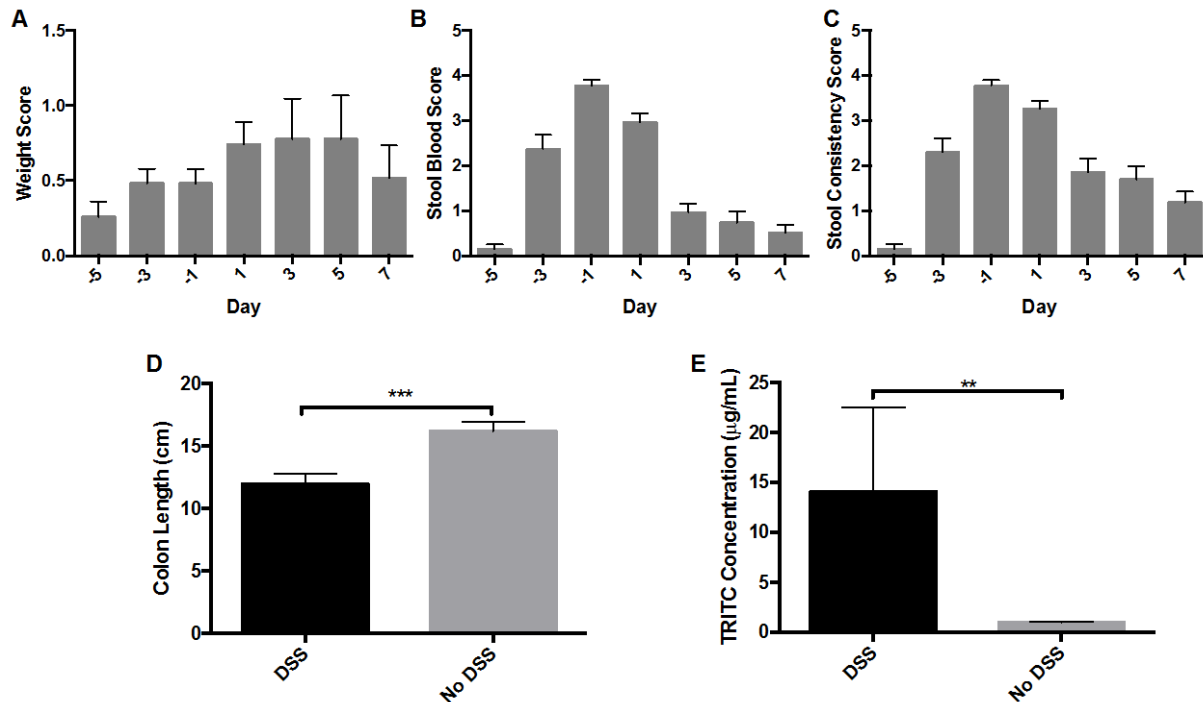 A
Weight Score
1.5
1.0
0.5
0.0
-5 -3 -1 1 3 5 7
Day
B
Stool Blood Score
5
4
3
2
1
0
-5 -3 -1 1 3 5 7
Day
C
Stool Consistency Score
5
4
3
2
1
0
-5 -3 -1 1 3 5 7
Day
D
Colon Length (cm)
20
15
10
5
0
***
DSS No DSS
E
TRITC Concentration (µg/mL)
25
20
15
10
5
0
**
DSS No DSS